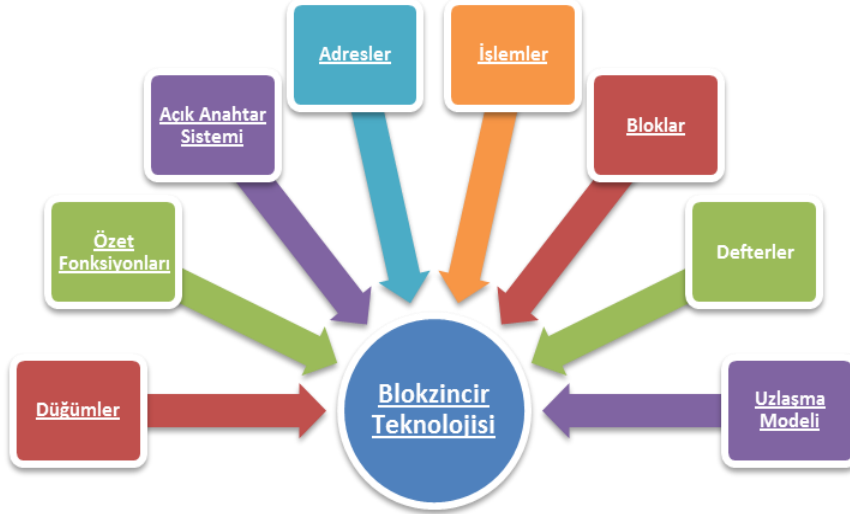 Adresler
İşlemler
Açık Anahtar
Sistemi
Bloklar
Özet
Fonksiyonları
Defterler
Düğümler
Blokzincir
Teknolojisi
Uzlaşma
Modeli